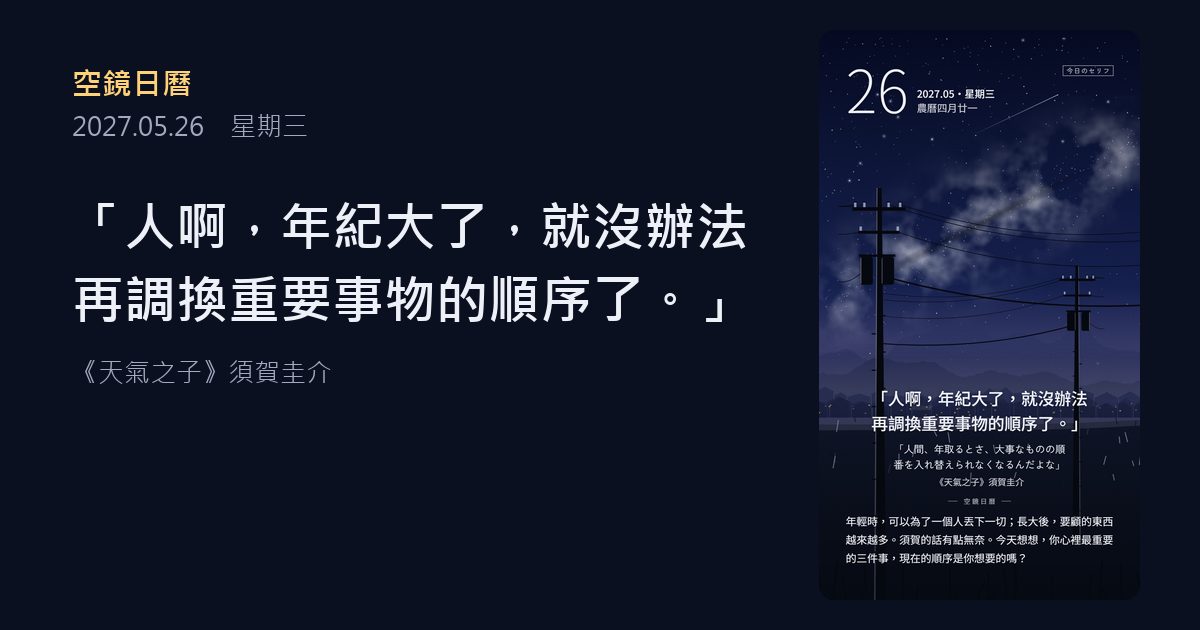 空鏡日曆
2027.05.26 星期三
「人啊，年紀大了，就沒辦法
再調換重要事物的順序了。」
《天氣之子》須賀圭介
26
2027.05・星期三
農曆四月廿一
今日のセリフ
「人啊，年紀大了，就沒辦法
再調換重要事物的順序了。」
「人間、年取るとさ、大事なものの順
番を入れ替えられなくなるんだよな」
《天氣之子》須賀圭介
空鏡日曆
年輕時，可以為了一個人丟下一切；長大後，要顧的東西
越來越多。須賀的話有點無奈。今天想想，你心裡最重要
的三件事，現在的順序是你想要的嗎？